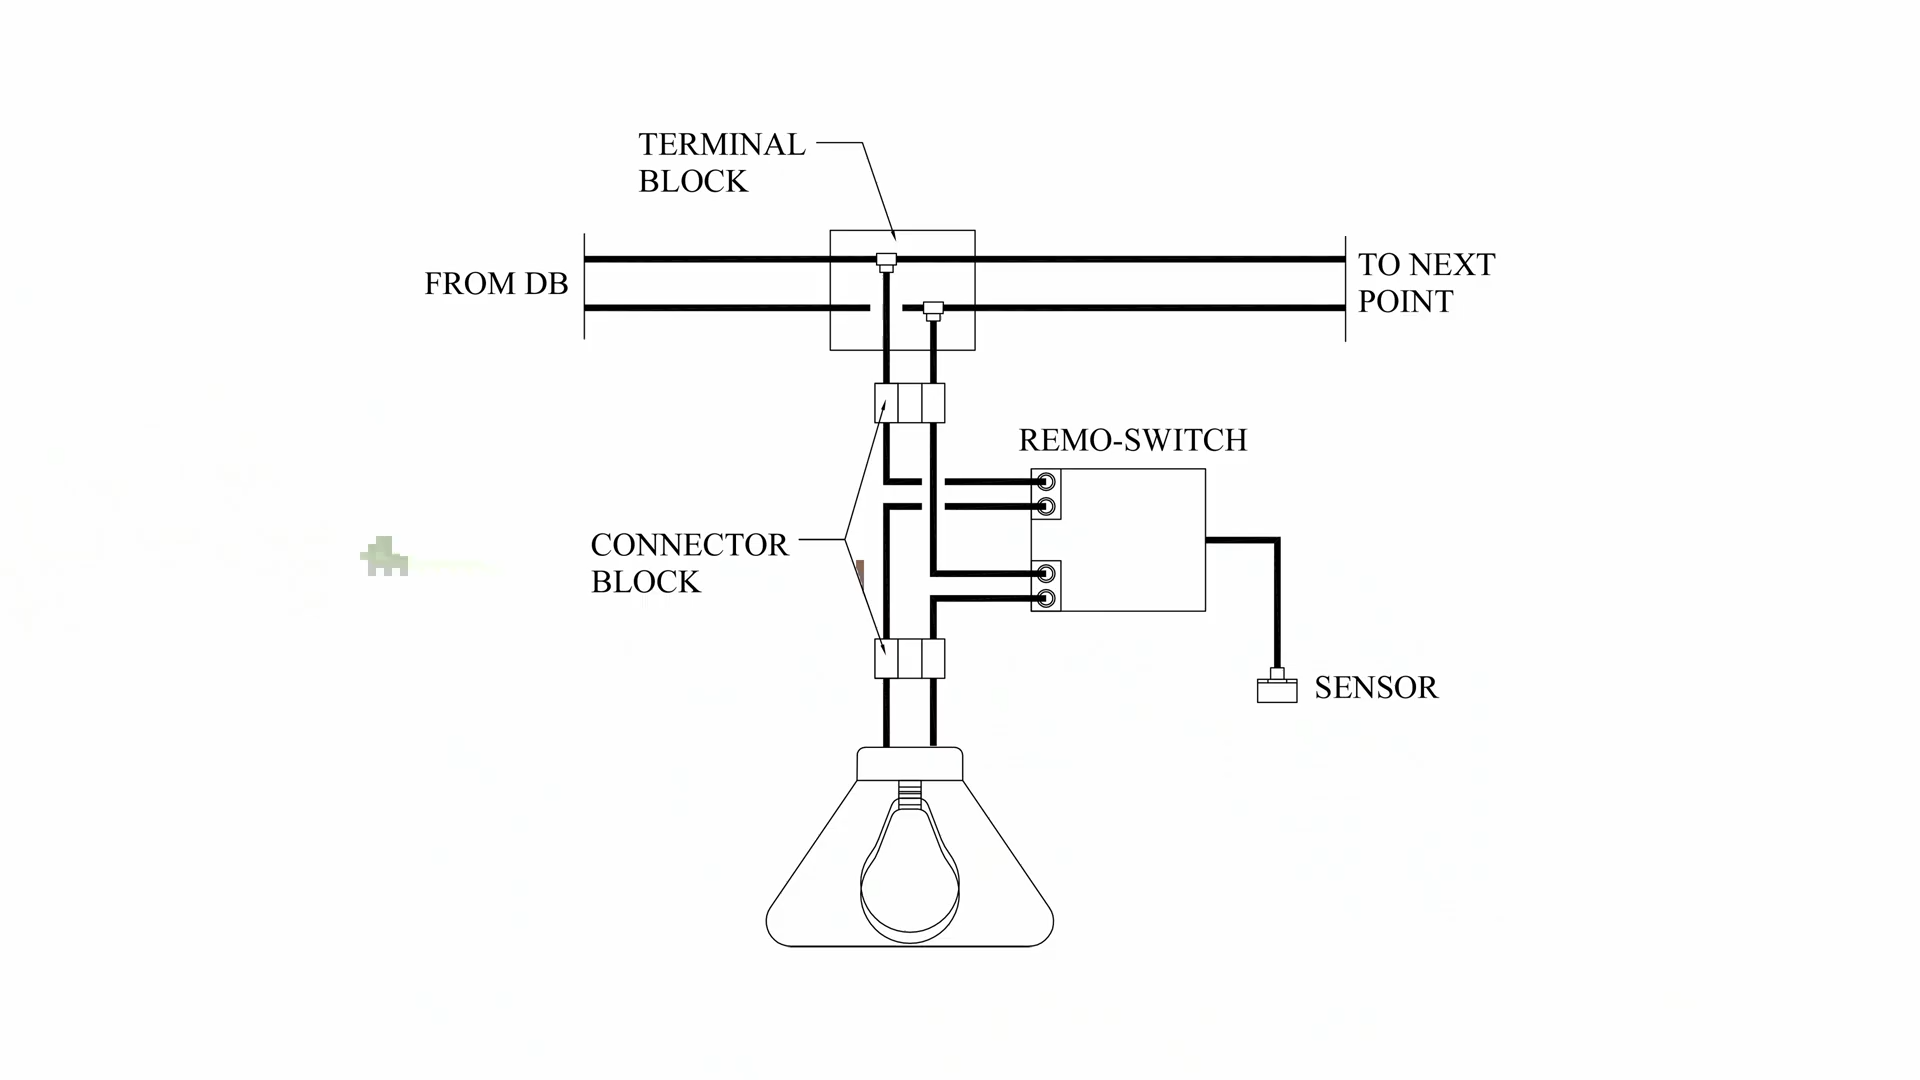 TERMINAL
BLOCK
FROM DB
TO NEXT
POINT
REMO-SWITCH
CONNECTOR
BLOCK
SENSOR